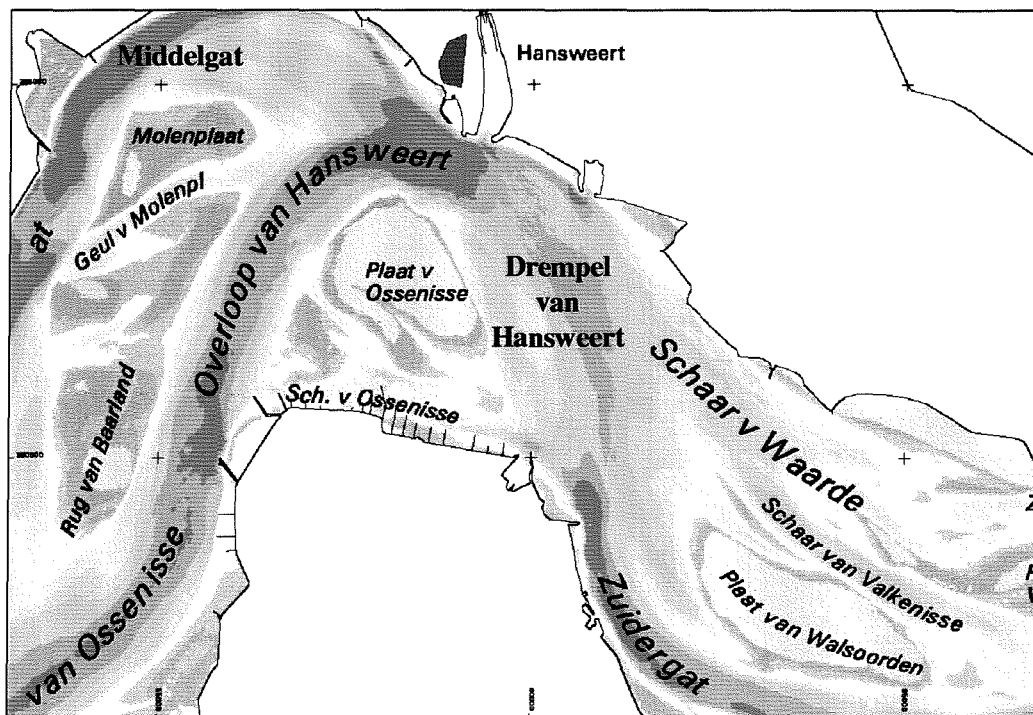 Middelgat
Hansweert
Molenplaat
Geul v Molenpl
at
Overloop van Hansweert
Plaat v
Ossenisse
Drempel
van
Hansweert
Schaar v Waarde
Sch. v Ossenisse
Rug van Baarland
van Ossenisse
Zuidergat
Schaar van Valkenisse
Plaat van Walsoorden